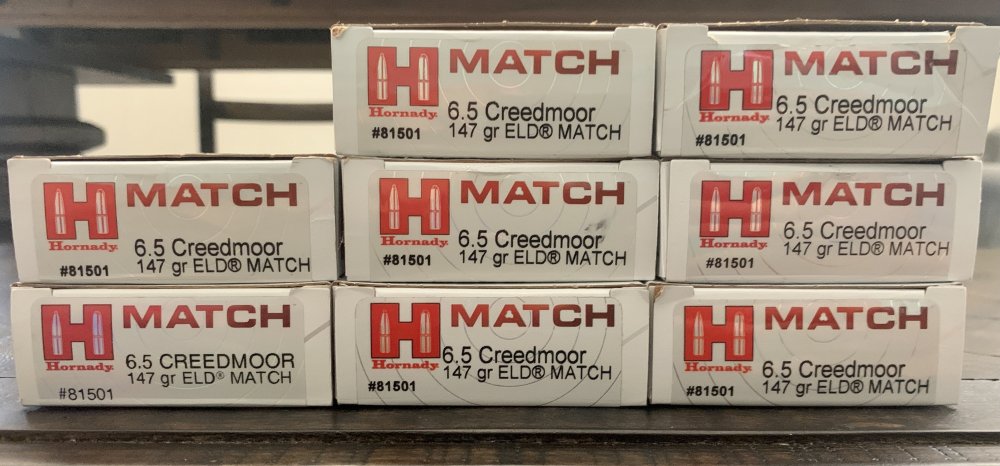 H MATCH
Hornady
6.5 Creedmoor
#81501
147 gr ELD® MATCH
H MATCH
Hornady
6.5 Creedmoor
#81501
147 gr ELD® MATCH
H MATCH
Hornady
6.5 Creedmoor
#81501
147 gr ELD® MATCH
H MATCH
Hornady
6.5 Creedmoor
#81501
147 gr ELD® MATCH
H MATCH
Hornady
6.5 Creedmoor
#81501
147 gr ELD® MATCH
H MATCH
Hornady
6.5 CREEDMOOR
147 gr ELD® MATCH
#81501
H MATCH
Hornady
6.5 Creedmoor
#81501
147 gr ELD® MATCH
H MATCH
Hornady
6.5 Creedmoor
#81501
147 gr ELD® MATCH